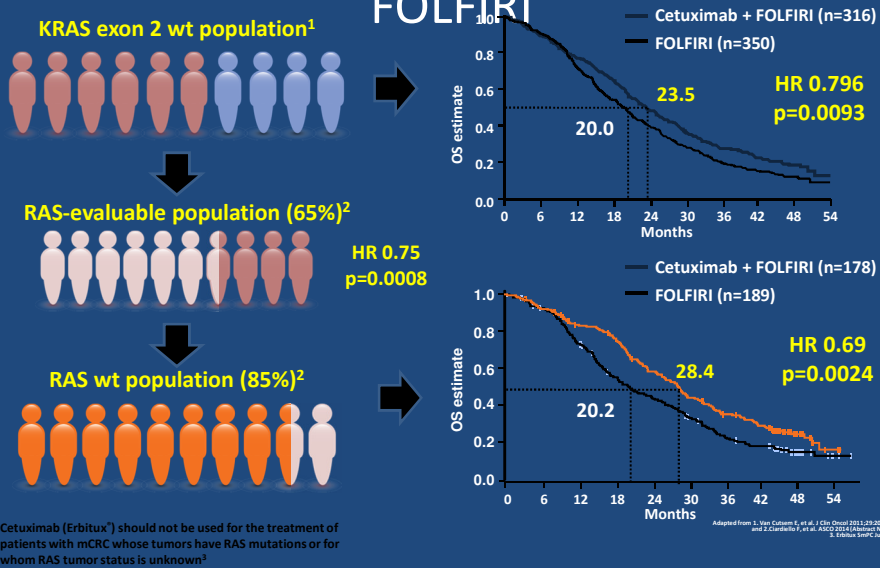 FOLFIRI
KRAS exon 2 wt population1
RAS-evaluable population (65%)2
HR 0.75
p=0.0008
RAS wt population (85%)2
Cetuximab (Erbitux®) should not be used for the treatment of
patients with mCRC whose tumors have RAS mutations or for
whom RAS tumor status is unknown3
Cetuximab + FOLFIRI (n=316)
FOLFIRI (n=350)
HR 0.796
p=0.0093
OS estimate
1.0
0.8
0.6
0.4
0.2
0.0
23.5
20.0
0 6 12 18 24 30 36 42 48 54
Months
Cetuximab + FOLFIRI (n=178)
FOLFIRI (n=189)
HR 0.69
p=0.0024
OS estimate
1.0
0.8
0.6
0.4
0.2
0.0
28.4
20.2
0 6 12 18 24 30 36 42 48 54
Months
Adapted from 1. Van Cutsem E, et al. J Clin Oncol 2011;29:20
and 2.Ciardiello F, et al. ASCO 2014 (Abstract N
3. Erbitux SmPC Ju